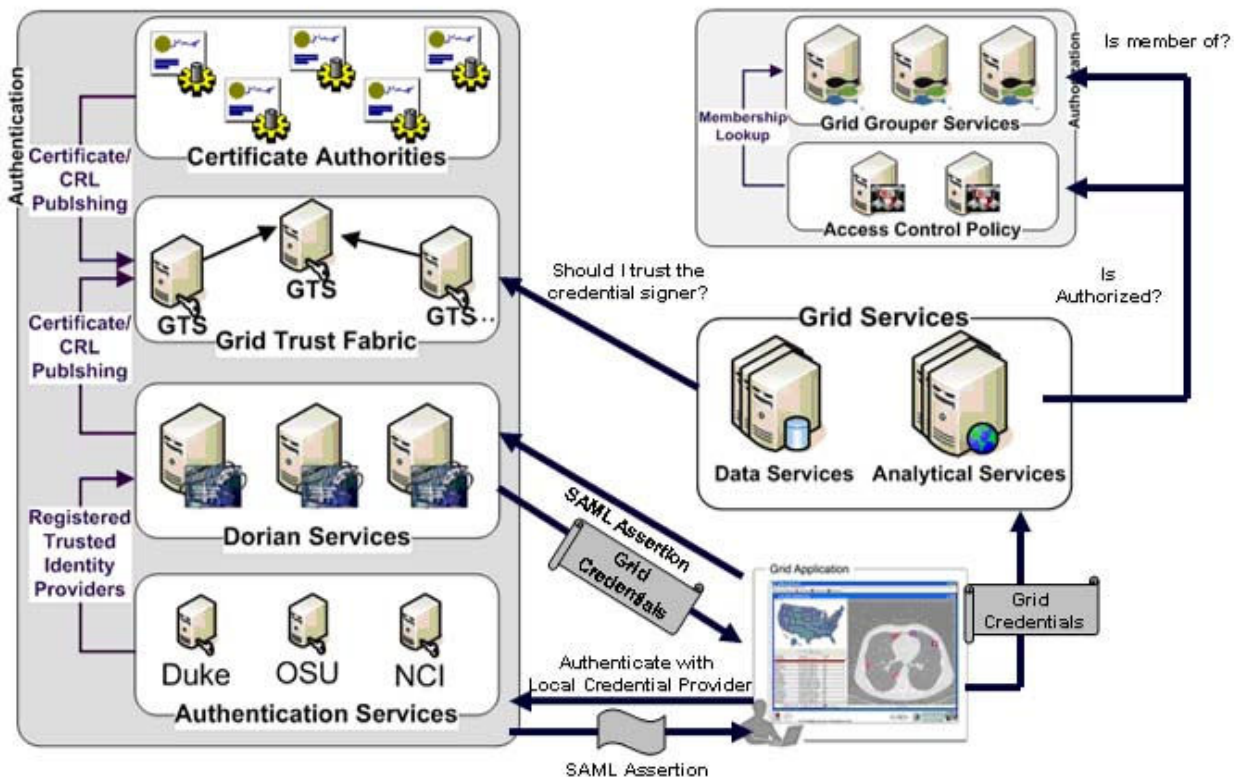 Authentication
Certificate Authorities
Certificate/
CRL
Publshing
GTS
GTS
GTS..
Grid Trust Fabric
Certificate/
CRL
Publshing
Dorian Services
Registered
Trusted
Identity
Providers
Duke
OSU
NCI
Authentication Services
Authorization
Grid Grouper Services
Membership
Lookup
Access Control Policy
Is member of?
Is
Authorized?
Should I trust the
credential signer?
Grid Services
Data Services
Analytical Services
SAML Assertion
Grid
Credentials
Grid Application
Grid
Credentials
Authenticate with
Local Credential Provider
SAML Assertion